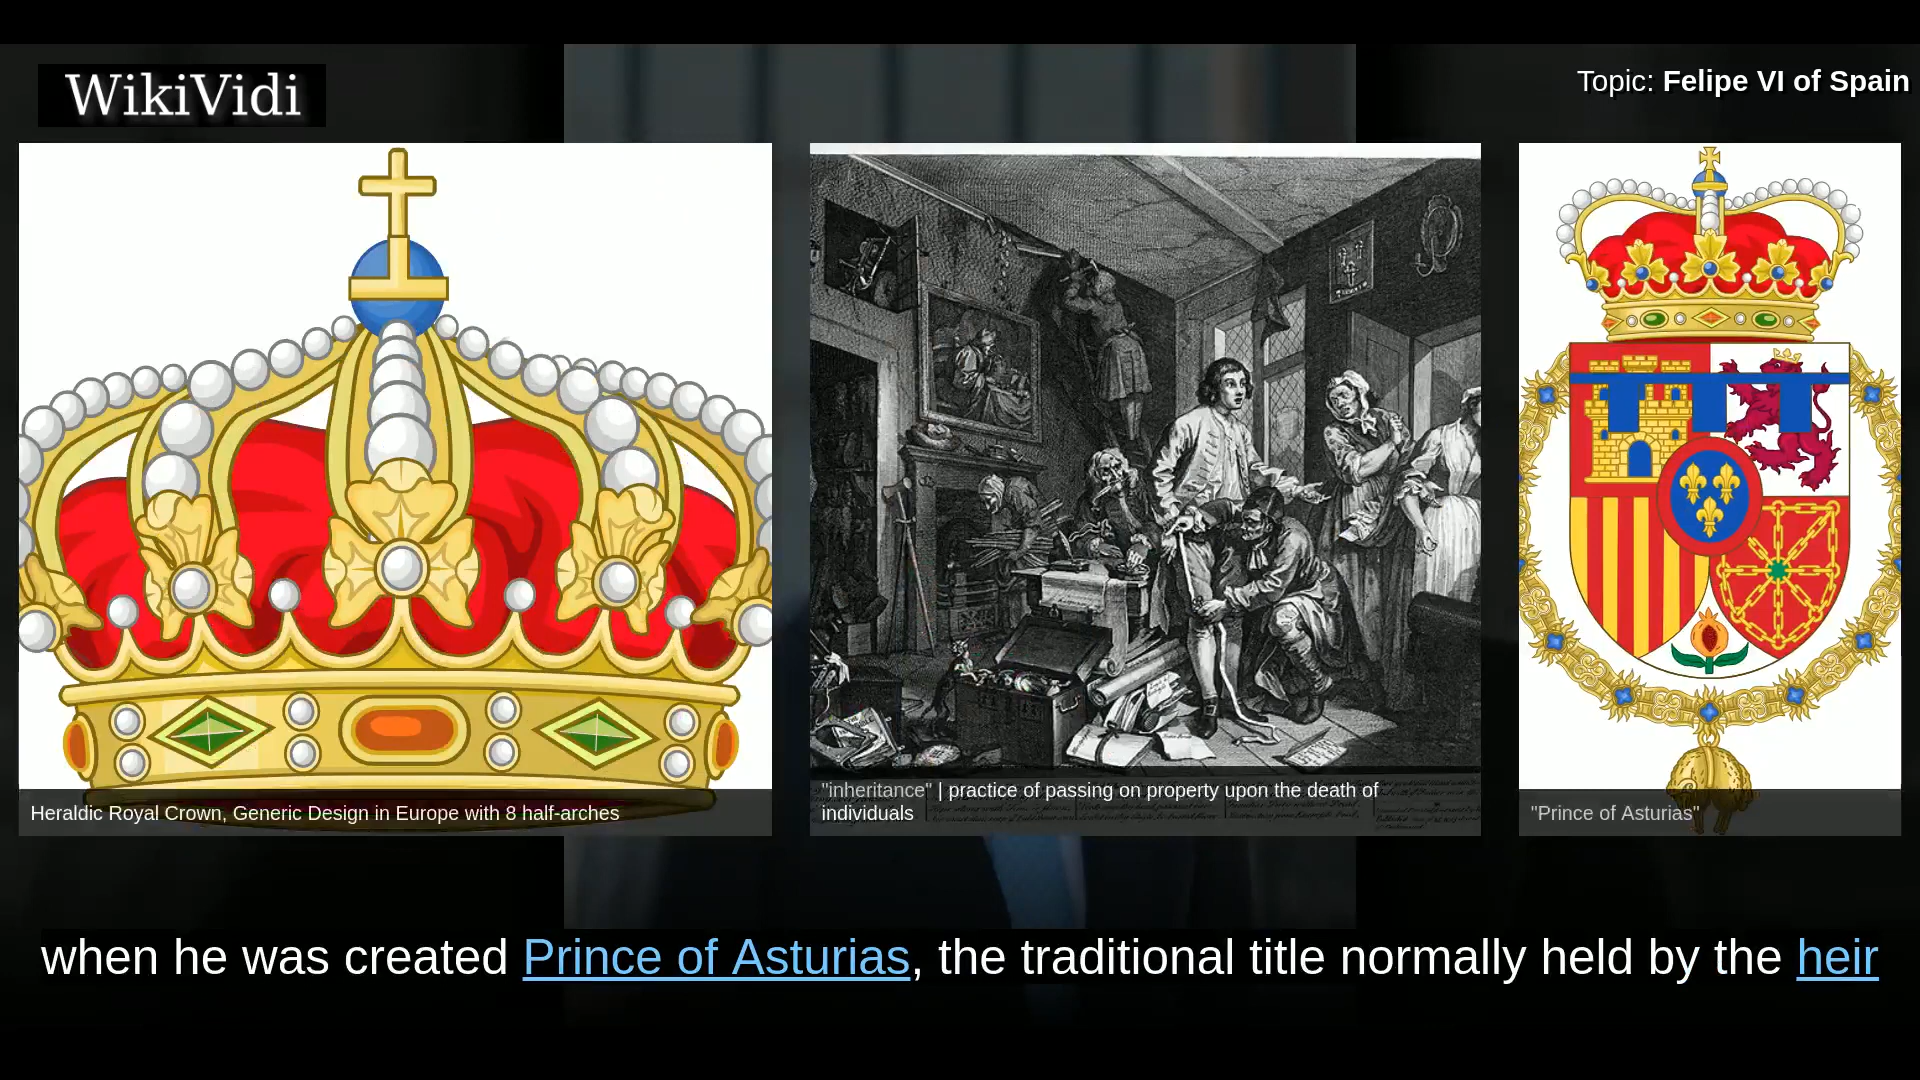 WikiVidi
Topic: Felipe VI of Spain
Heraldic Royal Crown, Generic Design in Europe with 8 half-arches
"inheritance" | practice of passing on property upon the death of
individuals
"Prince of Asturias"
when he was created Prince of Asturias, the traditional title normally held by the heir